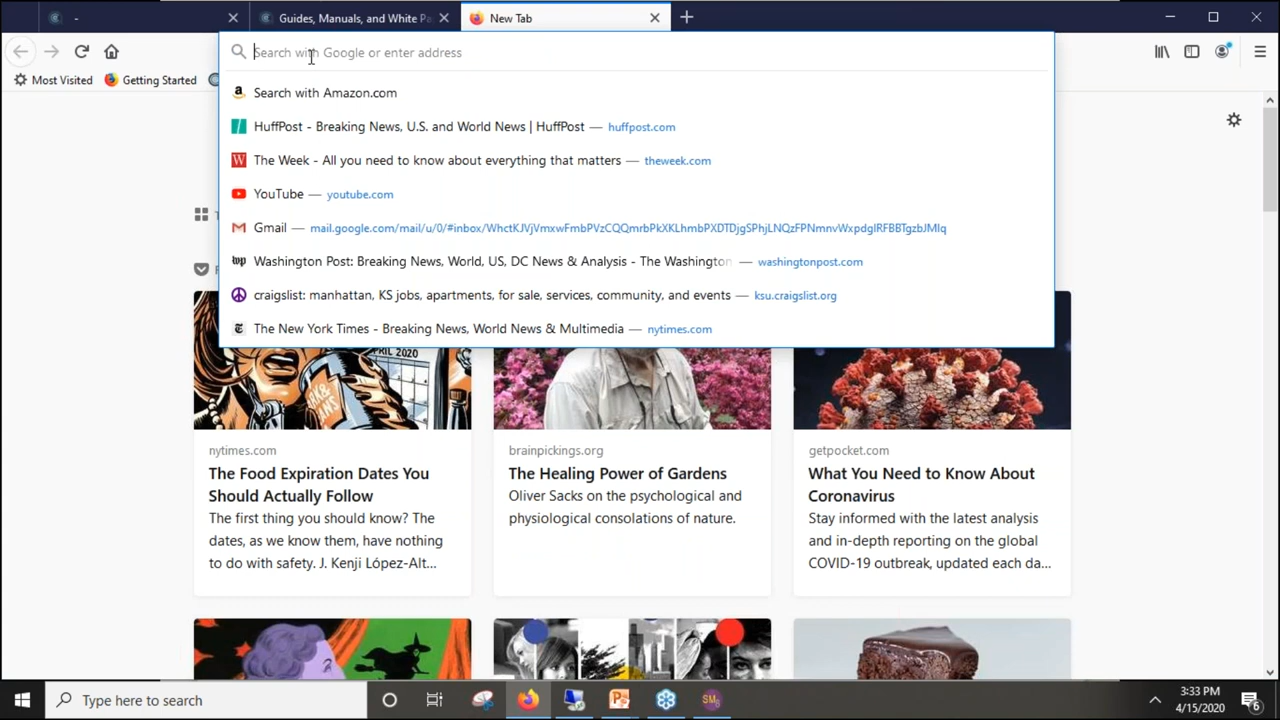 -
Guides, Manuals, and White Pa
New Tab
Search with Google or enter address
Most Visited
Getting Started
Search with Amazon.com
HuffPost - Breaking News, U.S. and World News | HuffPost — huffpost.com
The Week - All you need to know about everything that matters — theweek.com
YouTube — youtube.com
Gmail — mail.google.com/mail/u/0/#inbox/WhctKJVjVmxwFmbPVzCQQmrbPkXKLhmbPXDTDjgSPhjLNQzFPNmnvWxpdglRFBBTgzbJMlq
Washington Post: Breaking News, World, US, DC News & Analysis - The Washington — washingtonpost.com
craigslist: manhattan, KS jobs, apartments, for sale, services, community, and events — ksu.craigslist.org
The New York Times - Breaking News, World News & Multimedia — nytimes.com
APRIL 2020
nytimes.com
The Food Expiration Dates You
Should Actually Follow
The first thing you should know? The
dates, as we know them, have nothing
to do with safety. J. Kenji López-Alt...
brainpickings.org
The Healing Power of Gardens
Oliver Sacks on the psychological and
physiological consolations of nature.
getpocket.com
What You Need to Know About
Coronavirus
Stay informed with the latest analysis
and in-depth reporting on the global
COVID-19 outbreak, updated each da...
Type here to search
3:33 PM
4/15/2020
6